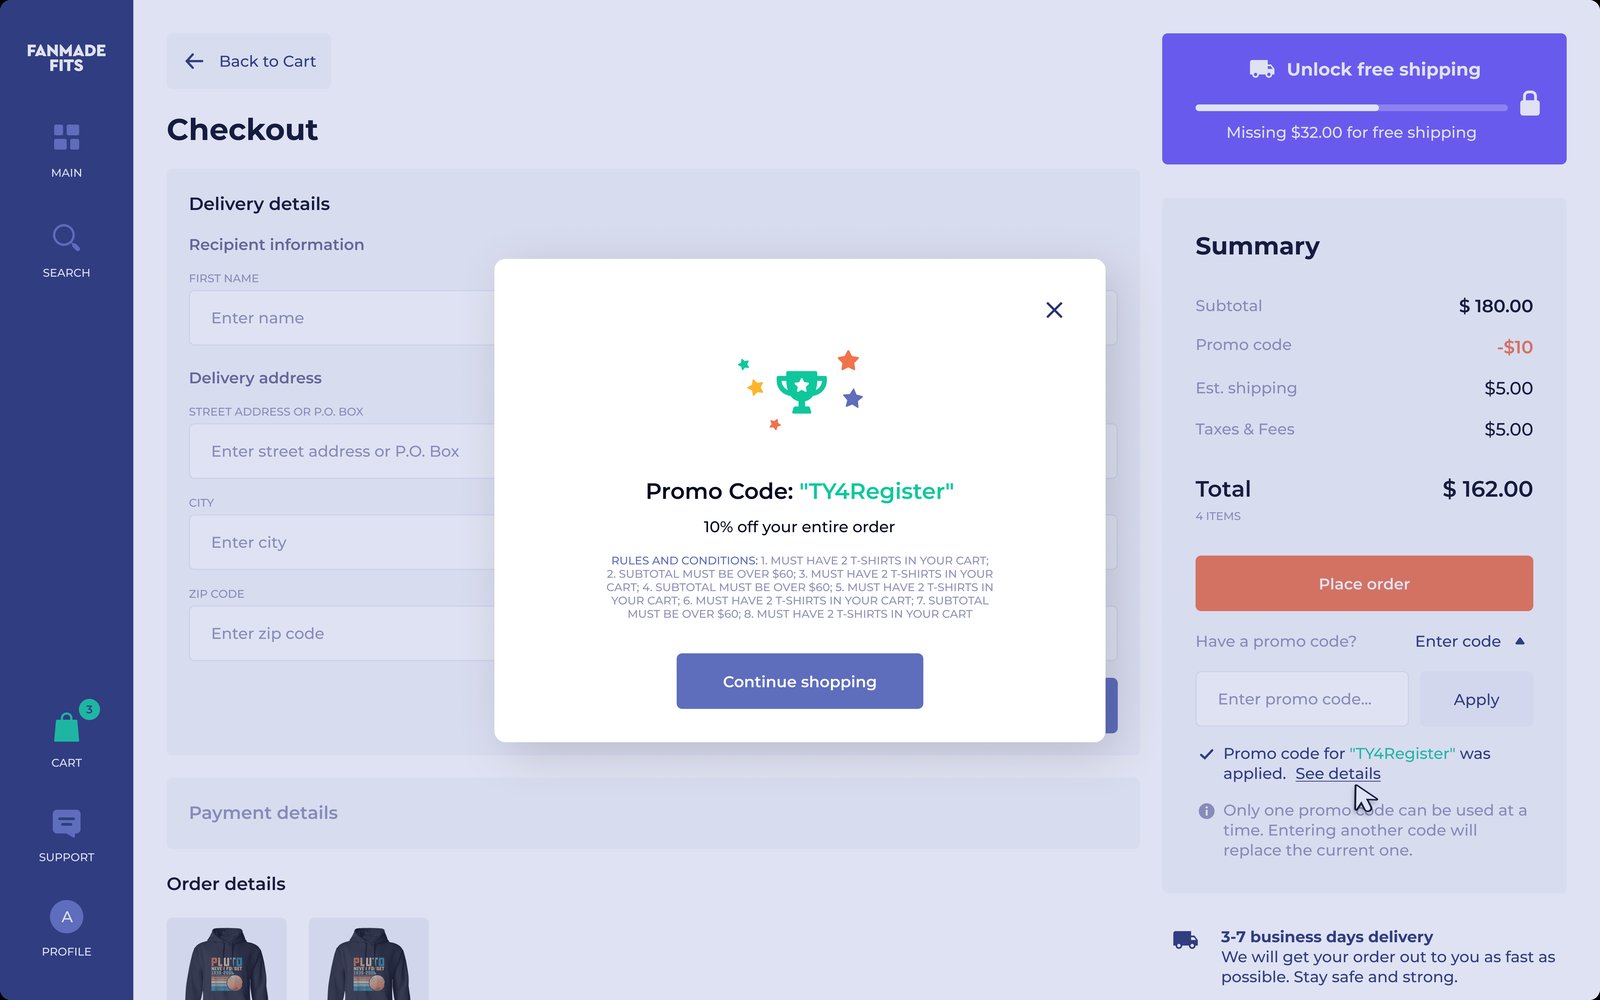 FANMADE
FITS
MAIN
SEARCH
3
CART
SUPPORT
A
PROFILE
Back to Cart
Checkout
Delivery details
Recipient information
FIRST NAME
Enter name
Delivery address
STREET ADDRESS OR P.O. BOX
Enter street address or P.O. Box
CITY
Enter city
ZIP CODE
Enter zip code
Payment details
Order details
PLUTO
NEVER FORGET
1930-2006
PLUTO
NEVER FORGET
1930-2006
Promo Code: "TY4Register"
10% off your entire order
RULES AND CONDITIONS: 1. MUST HAVE 2 T-SHIRTS IN YOUR CART;
2. SUBTOTAL MUST BE OVER $60; 3. MUST HAVE 2 T-SHIRTS IN YOUR
CART; 4. SUBTOTAL MUST BE OVER $60; 5. MUST HAVE 2 T-SHIRTS IN
YOUR CART; 6. MUST HAVE 2 T-SHIRTS IN YOUR CART; 7. SUBTOTAL
MUST BE OVER $60; 8. MUST HAVE 2 T-SHIRTS IN YOUR CART
Continue shopping
Unlock free shipping
Missing $32.00 for free shipping
Summary
Subtotal $ 180.00
Promo code -$10
Est. shipping $5.00
Taxes & Fees $5.00
Total $ 162.00
4 ITEMS
Place order
Have a promo code? Enter code
Enter promo code... Apply
Promo code for "TY4Register" was
applied. See details
Only one promo code can be used at a
time. Entering another code will
replace the current one.
3-7 business days delivery
We will get your order out to you as fast as
possible. Stay safe and strong.